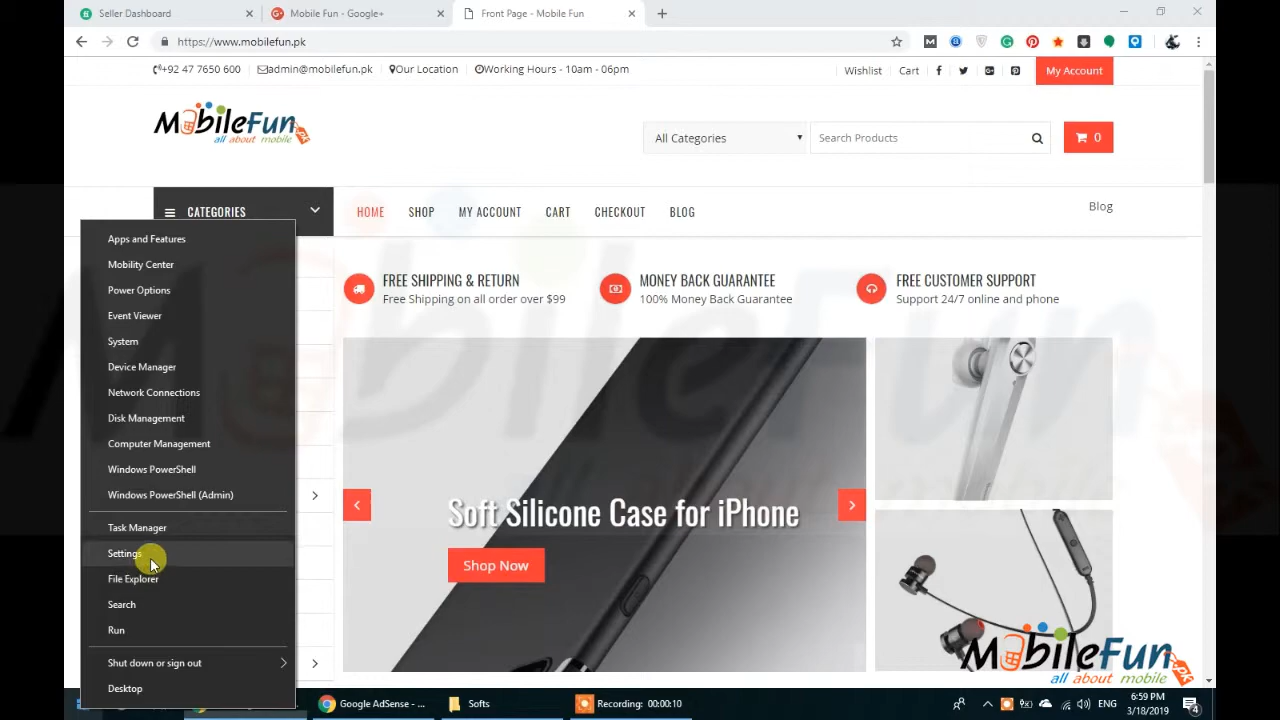 Seller Dashboard
Mobile Fun - Google+
Front Page - Mobile Fun
https://www.mobilefun.pk
+92 47 7650 600
admin@mobilefun.pk
Our Location
Working Hours - 10am - 06pm
Wishlist
Cart
My Account
MobileFun.pk
all about mobile
All Categories
Search Products
0
CATEGORIES
HOME
SHOP
MY ACCOUNT
CART
CHECKOUT
BLOG
Blog
Apps and Features
Mobility Center
Power Options
Event Viewer
System
Device Manager
Network Connections
Disk Management
Computer Management
Windows PowerShell
Windows PowerShell (Admin)
Task Manager
Settings
File Explorer
Search
Run
Shut down or sign out
Desktop
FREE SHIPPING & RETURN
Free Shipping on all order over $99
MONEY BACK GUARANTEE
100% Money Back Guarantee
FREE CUSTOMER SUPPORT
Support 24/7 online and phone
Soft Silicone Case for iPhone
Shop Now
MobileFun.pk
all about mobile
Google AdSense - ...
Softs
Recording: 00:00:10
ENG
6:59 PM
3/18/2019
4